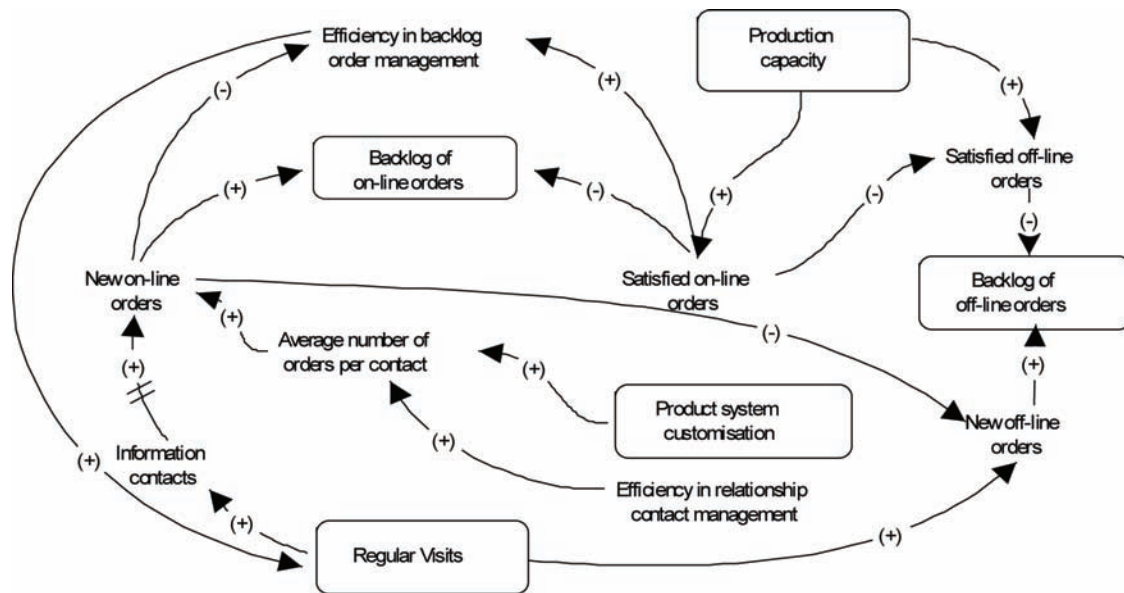 Efficiency in backlog
order management
Production
capacity
(-)
(+)
(+)
Satisfied off-line
orders
Backlog of
on-line orders
(+)
(-)
(+)
(-)
(-)
New on-line
orders
Satisfied on-line
orders
Backlog of
off-line orders
(+)
Average number of
orders per contact
(-)
(+)
(+)
(+)
Product system
customisation
New off-line
orders
Information
contacts
(+)
(+)
Efficiency in relationship
contact management
(+)
Regular Visits
(+)